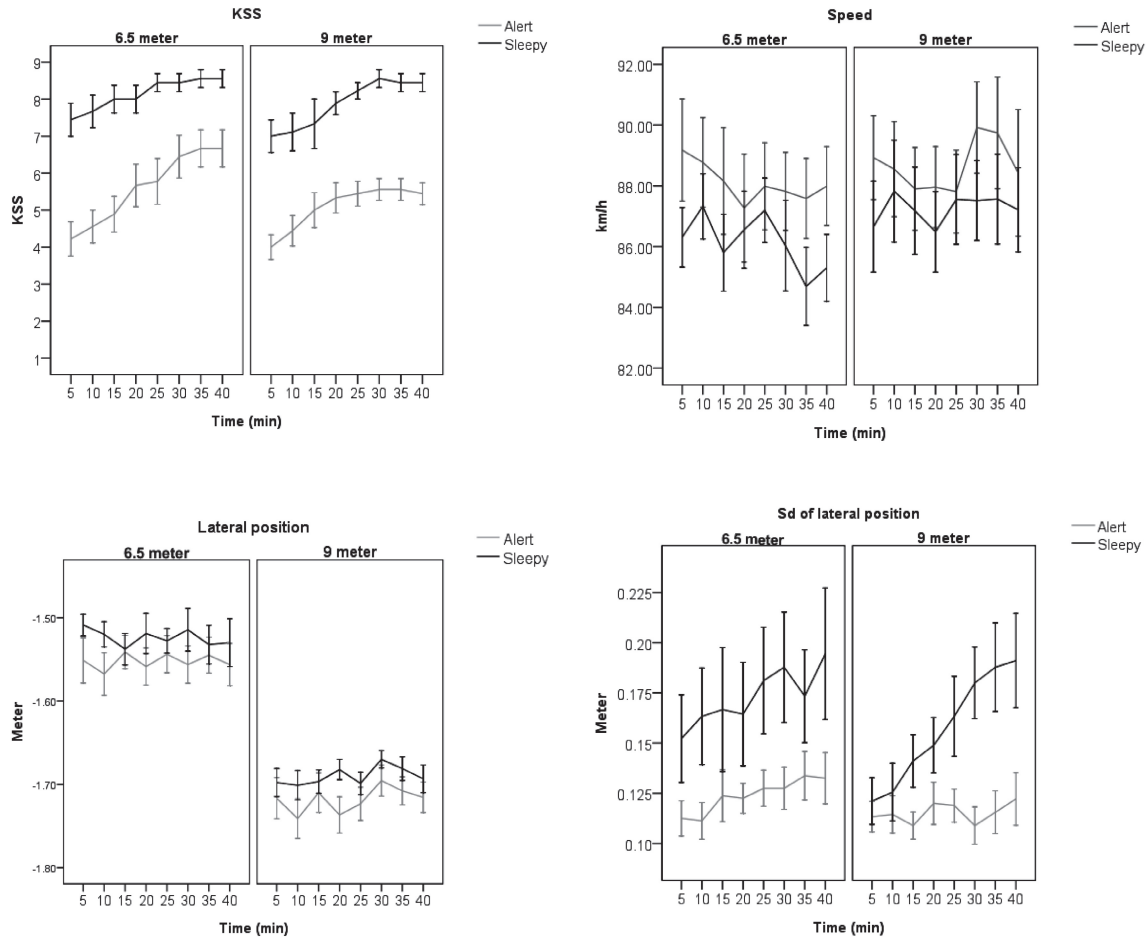 KSS
Alert
Sleepy
6.5 meter
9 meter
KSS
9
8
7
6
5
4
3
2
1
5 10 15 20 25 30 35 40
5 10 15 20 25 30 35 40
Time (min)
Speed
Alert
Sleepy
6.5 meter
9 meter
km/h
92.00
90.00
88.00
86.00
84.00
82.00
5 10 15 20 25 30 35 40
5 10 15 20 25 30 35 40
Time (min)
Lateral position
Alert
Sleepy
6.5 meter
9 meter
Meter
-1.50
-1.60
-1.70
-1.80
5 10 15 20 25 30 35 40
5 10 15 20 25 30 35 40
Time (min)
Sd of lateral position
Alert
Sleepy
6.5 meter
9 meter
Meter
0.225
0.20
0.175
0.15
0.125
0.10
5 10 15 20 25 30 35 40
5 10 15 20 25 30 35 40
Time (min)